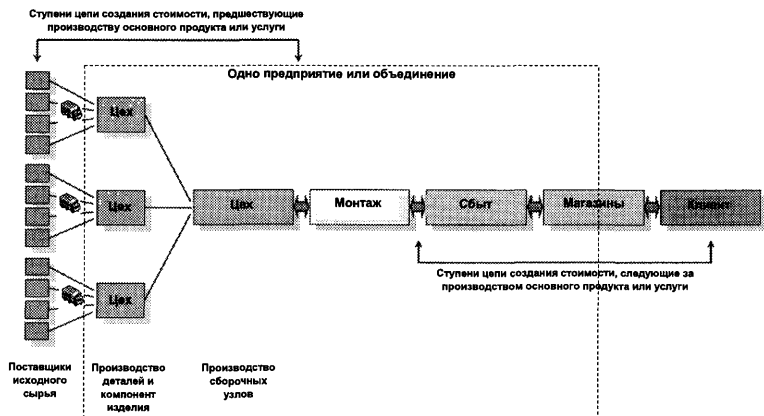 Ступени цепи создания стоимости, предшествующие
производству основного продукта или услуги
Одно предприятие или объединение
Цех
Цех
Цех
Монтаж
Сбыт
Магазины
Клиент
Цех
Ступени цепи создания стоимости, следующие за
производством основного продукта или услуги
Поставщики
исходного
сырья
Производство
деталей и
компонент
изделия
Производство
сборочных
узлов